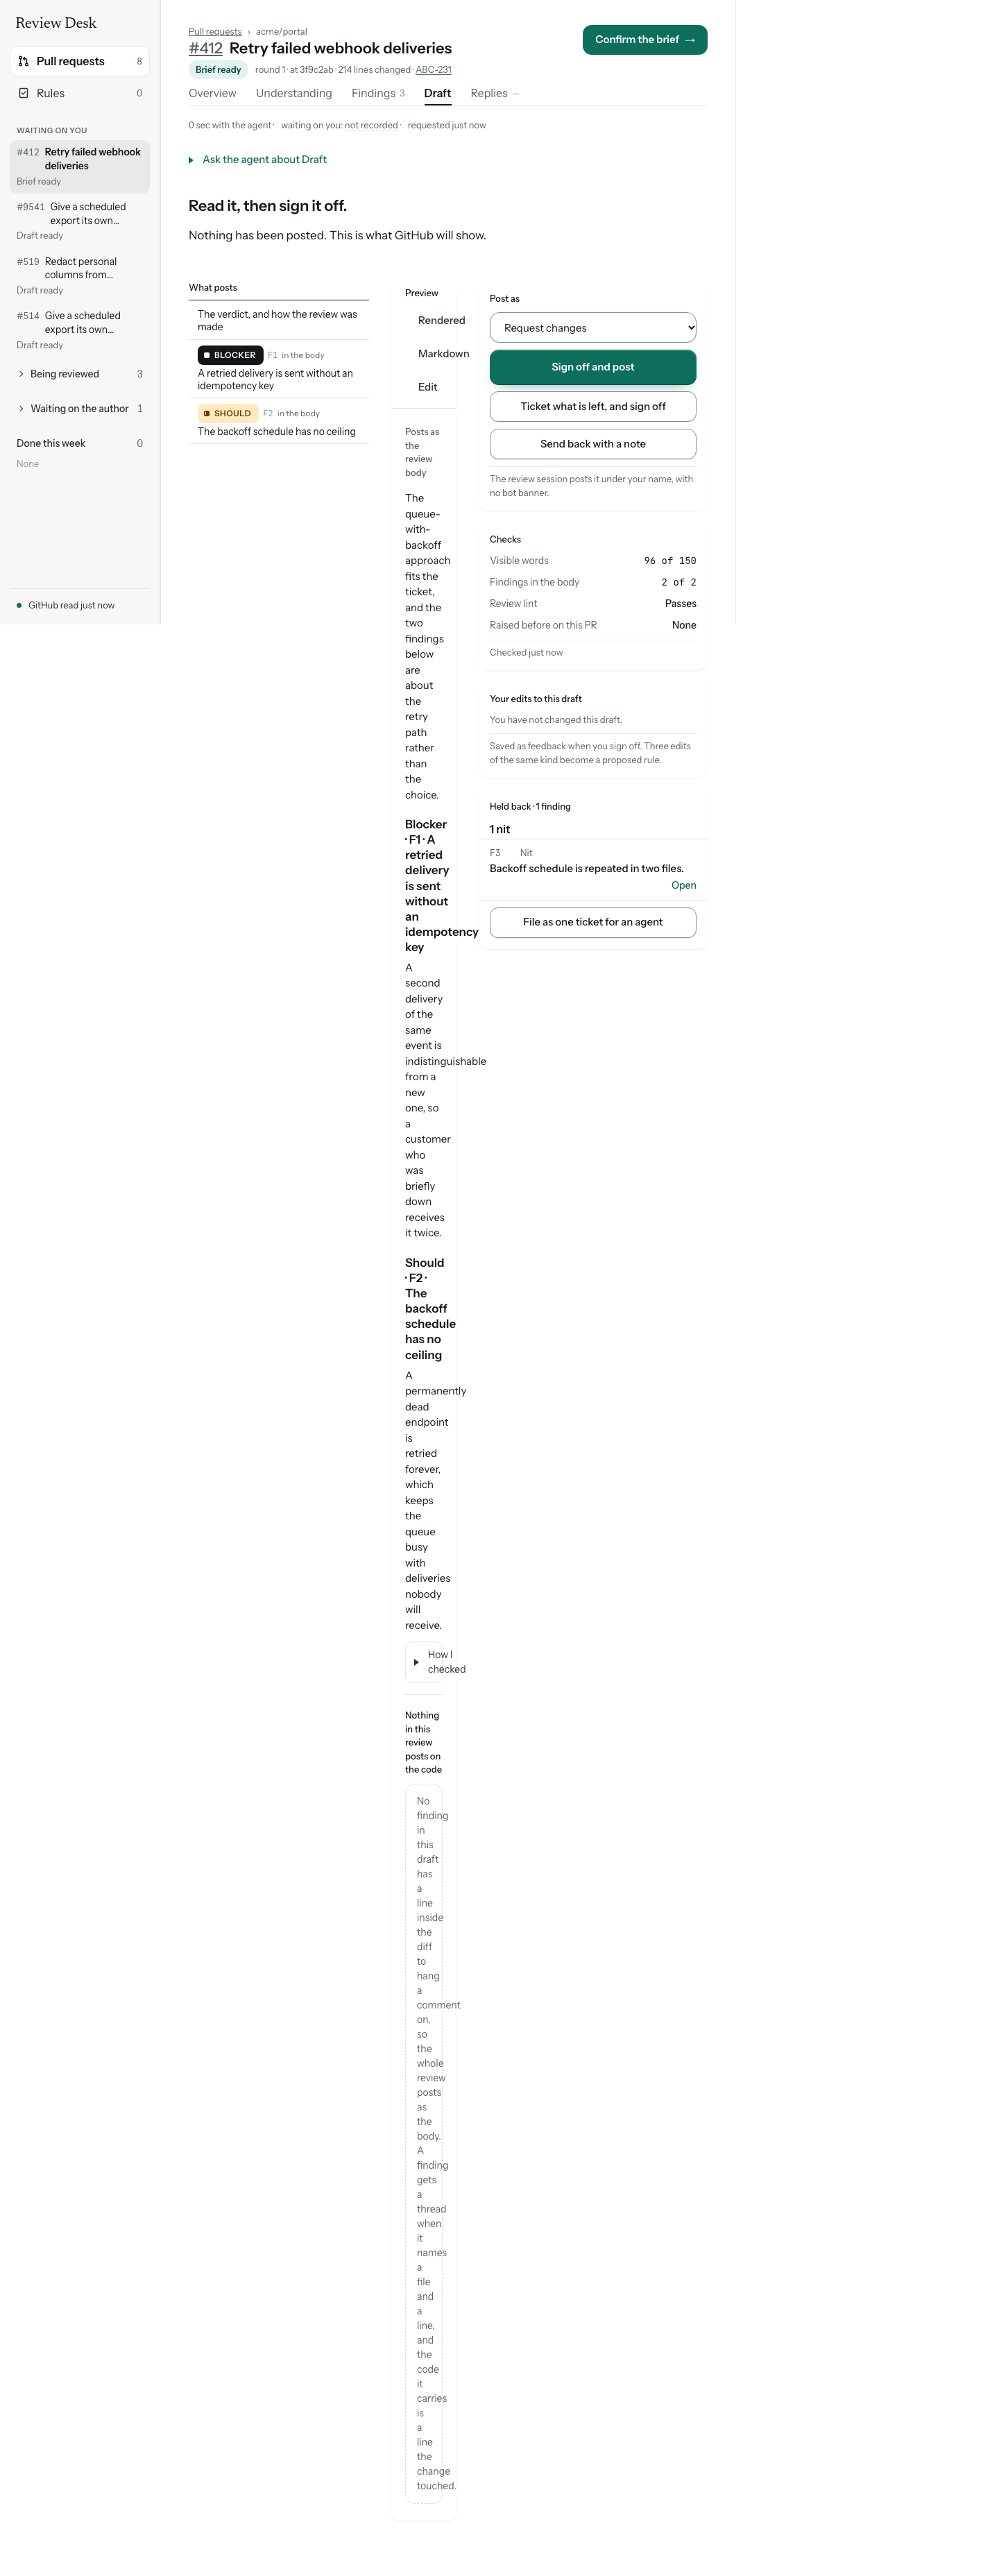 Review Desk
Pull requests 8
Rules 0
WAITING ON YOU
#412 Retry failed webhook
deliveries
Brief ready
#9541 Give a scheduled
export its own...
Draft ready
#519 Redact personal
columns from...
Draft ready
#514 Give a scheduled
export its own...
Draft ready
Being reviewed 3
Waiting on the author 1
Done this week 0
None
GitHub read just now
Pull requests › acme/portal
#412 Retry failed webhook deliveries
Confirm the brief →
Brief ready round 1 · at 3f9c2ab · 214 lines changed · ABC-231
Overview Understanding Findings 3 Draft Replies —
0 sec with the agent · waiting on you: not recorded · requested just now
Ask the agent about Draft
Read it, then sign it off.
Nothing has been posted. This is what GitHub will show.
What posts
The verdict, and how the review was
made
BLOCKER F1 in the body
A retried delivery is sent without an
idempotency key
SHOULD F2 in the body
The backoff schedule has no ceiling
Preview
Rendered
Markdown
Edit
Posts as
the
review
body
The
queue-
with-
backoff
approach
fits the
ticket,
and the
two
findings
below
are
about
the
retry
path
rather
than
the
choice.
Blocker
· F1 · A
retried
delivery
is sent
without
an
idempotency
key
A
second
delivery
of the
same
event is
indistinguishable
from a
new
one, so
a
customer
who
was
briefly
down
receives
it twice.
Should
· F2 ·
The
backoff
schedule
has no
ceiling
A
permanently
dead
endpoint
is
retried
forever,
which
keeps
the
queue
busy
with
deliveries
nobody
will
receive.
How I
checked
Nothing
in this
review
posts on
the code
No
finding
in
this
draft
has
a
line
inside
the
diff
to
hang
a
comment
on,
so
the
whole
review
posts
as
the
body.
A
finding
gets
a
thread
when
it
names
a
file
and
a
line,
and
the
code
it
carries
is
a
line
the
change
touched.
Post as
Request changes
Sign off and post
Ticket what is left, and sign off
Send back with a note
The review session posts it under your name, with
no bot banner.
Checks
Visible words 96 of 150
Findings in the body 2 of 2
Review lint Passes
Raised before on this PR None
Checked just now
Your edits to this draft
You have not changed this draft.
Saved as feedback when you sign off. Three edits
of the same kind become a proposed rule.
Held back · 1 finding
1 nit
F3 Nit
Backoff schedule is repeated in two files.
Open
File as one ticket for an agent